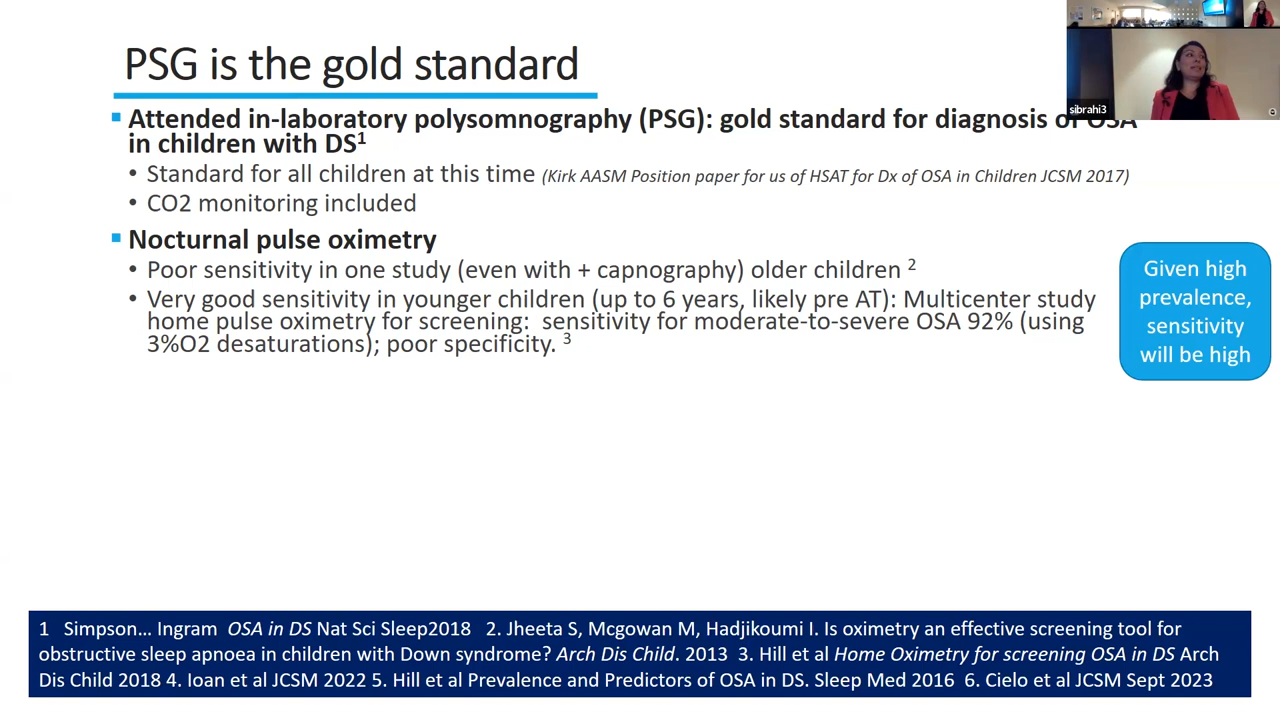 PSG is the gold standard
Attended in-laboratory polysomnography (PSG): gold standard for diagnosis of OSA
in children with DS1
• Standard for all children at this time (Kirk AASM Position paper for us of HSAT for Dx of OSA in Children JCSM 2017)
• CO2 monitoring included
Nocturnal pulse oximetry
• Poor sensitivity in one study (even with + capnography) older children 2
• Very good sensitivity in younger children (up to 6 years, likely pre AT): Multicenter study
home pulse oximetry for screening: sensitivity for moderate-to-severe OSA 92% (using
3%O2 desaturations); poor specificity. 3
Given high
prevalence,
sensitivity
will be high
sibrahi3
1 Simpson... Ingram OSA in DS Nat Sci Sleep2018 2. Jheeta S, Mcgowan M, Hadjikoumi I. Is oximetry an effective screening tool for
obstructive sleep apnoea in children with Down syndrome? Arch Dis Child. 2013 3. Hill et al Home Oximetry for screening OSA in DS Arch
Dis Child 2018 4. Ioan et al JCSM 2022 5. Hill et al Prevalence and Predictors of OSA in DS. Sleep Med 2016 6. Cielo et al JCSM Sept 2023